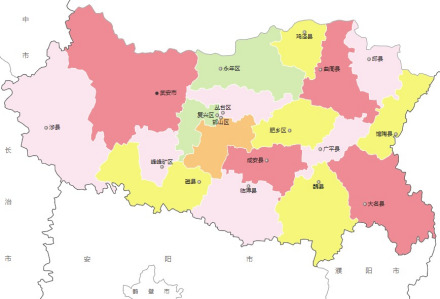 中
市
鸡泽县
永年区
曲周县
邱县
武安市
丛台区
复兴区
邯山区
肥乡区
馆陶县
涉县
广平县
峰峰矿区
成安县
磁县
临漳县
魏县
大名县
长
治
市
安
阳
市
濮阳市
鹤壁市